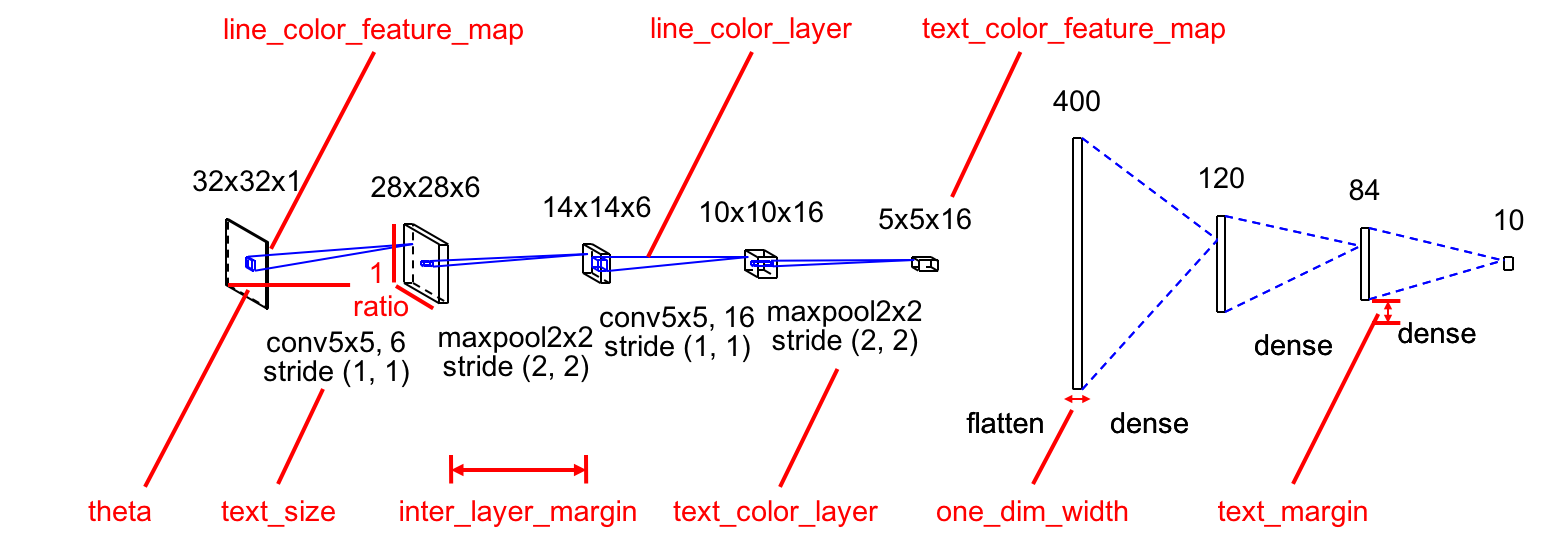 line_color_feature_map
line_color_layer
text_color_feature_map
400
32x32x1
28x28x6
14x14x6
10x10x16
5x5x16
120
84
10
1
ratio
conv5x5, 6
stride (1, 1)
maxpool2x2
stride (2, 2)
conv5x5, 16
stride (1, 1)
maxpool2x2
stride (2, 2)
flatten
dense
dense
dense
theta
text_size
inter_layer_margin
text_color_layer
one_dim_width
text_margin